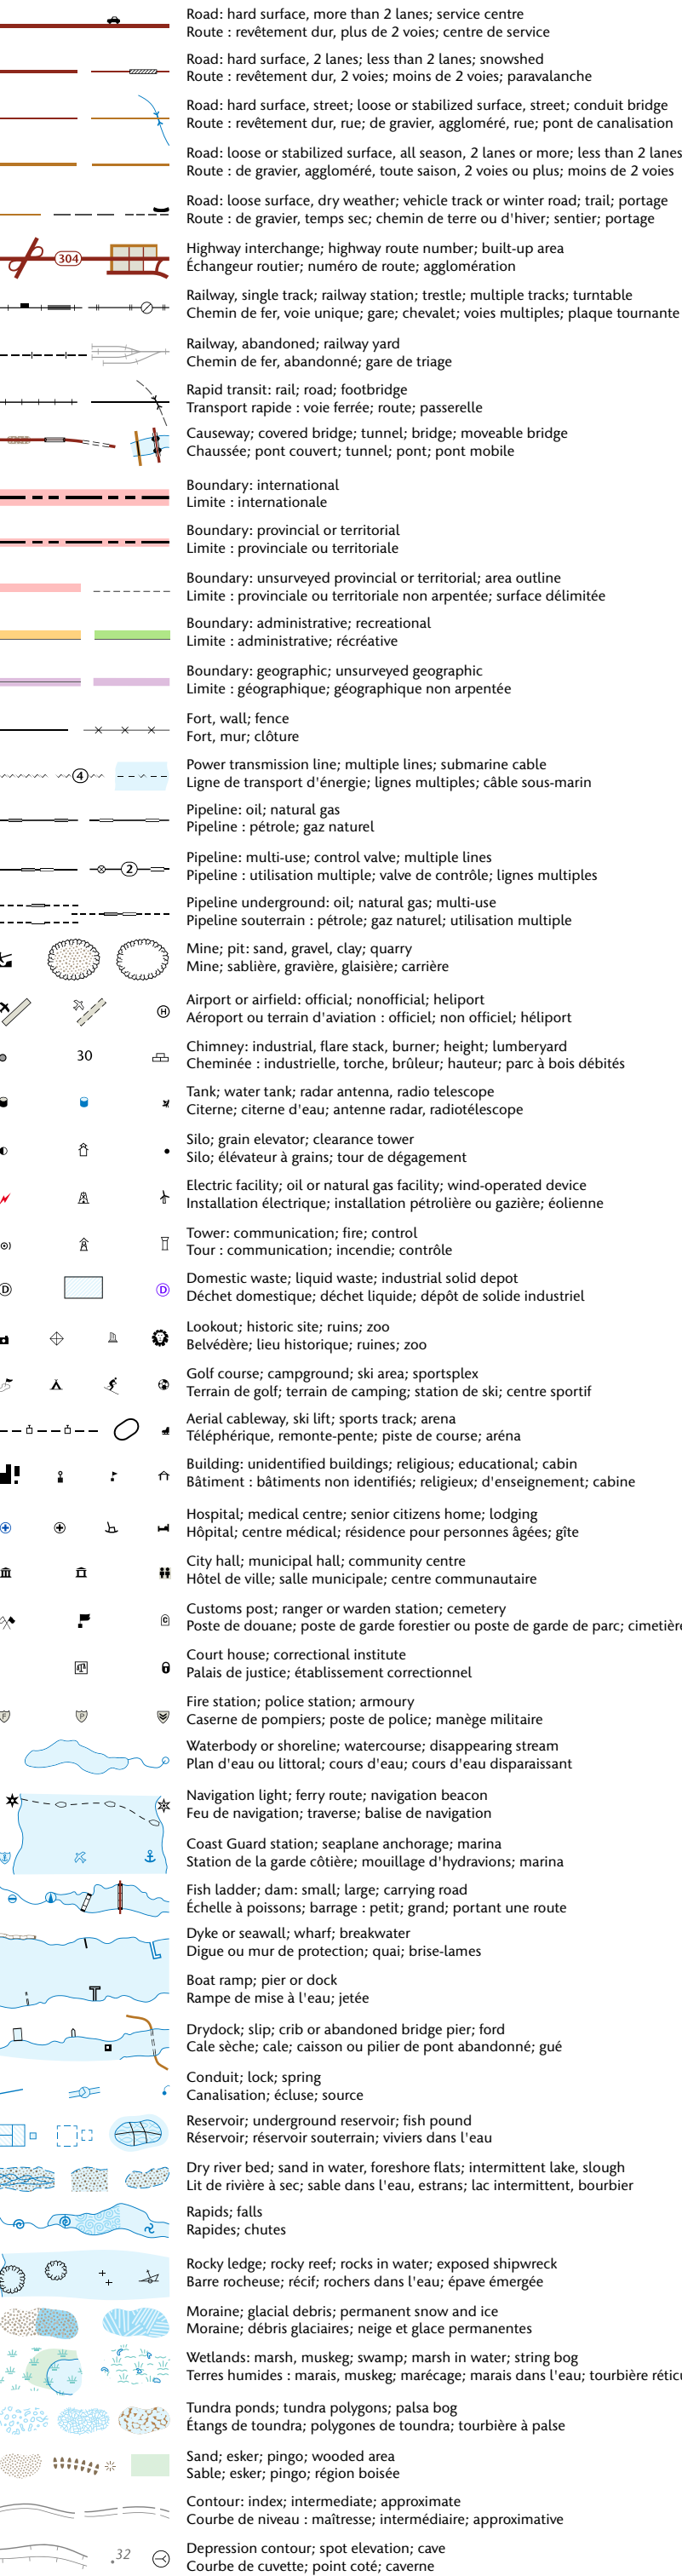 Road: hard surface, more than 2 lanes; service centre
Route : revêtement dur, plus de 2 voies; centre de service
Road: hard surface, 2 lanes; less than 2 lanes; snowshed
Route : revêtement dur, 2 voies; moins de 2 voies; paravalanche
Road: hard surface, street; loose or stabilized surface, street; conduit bridge
Route : revêtement dur, rue; de gravier, aggloméré, rue; pont de canalisation
Road: loose or stabilized surface, all season, 2 lanes or more; less than 2 lanes
Route : de gravier, aggloméré, toute saison, 2 voies ou plus; moins de 2 voies
Road: loose surface, dry weather; vehicle track or winter road; trail; portage
Route : de gravier, temps sec; chemin de terre ou d'hiver; sentier; portage
304
Highway interchange; highway route number; built-up area
Échangeur routier; numéro de route; agglomération
Railway, single track; railway station; trestle; multiple tracks; turntable
Chemin de fer, voie unique; gare; chevalet; voies multiples; plaque tournante
Railway, abandoned; railway yard
Chemin de fer, abandonné; gare de triage
Rapid transit: rail; road; footbridge
Transport rapide : voie ferrée; route; passerelle
Causeway; covered bridge; tunnel; bridge; moveable bridge
Chaussée; pont couvert; tunnel; pont; pont mobile
Boundary: international
Limite : internationale
Boundary: provincial or territorial
Limite : provinciale ou territoriale
Boundary: unsurveyed provincial or territorial; area outline
Limite : provinciale ou territoriale non arpentée; surface délimitée
Boundary: administrative; recreational
Limite : administrative; récréative
Boundary: geographic; unsurveyed geographic
Limite : géographique; géographique non arpentée
Fort, wall; fence
Fort, mur; clôture
4
Power transmission line; multiple lines; submarine cable
Ligne de transport d'énergie; lignes multiples; câble sous-marin
Pipeline: oil; natural gas
Pipeline : pétrole; gaz naturel
2
Pipeline: multi-use; control valve; multiple lines
Pipeline : utilisation multiple; valve de contrôle; lignes multiples
Pipeline underground: oil; natural gas; multi-use
Pipeline souterrain : pétrole; gaz naturel; utilisation multiple
Mine; pit: sand, gravel, clay; quarry
Mine; sablière, gravière, glaisière; carrière
H
Airport or airfield: official; nonofficial; heliport
Aéroport ou terrain d'aviation : officiel; non officiel; héliport
30
Chimney: industrial, flare stack, burner; height; lumberyard
Cheminée : industrielle, torche, brûleur; hauteur; parc à bois débités
Tank; water tank; radar antenna, radio telescope
Citerne; citerne d'eau; antenne radar, radiotélescope
Silo; grain elevator; clearance tower
Silo; élévateur à grains; tour de dégagement
Electric facility; oil or natural gas facility; wind-operated device
Installation électrique; installation pétrolière ou gazière; éolienne
Tower: communication; fire; control
Tour : communication; incendie; contrôle
D D
Domestic waste; liquid waste; industrial solid depot
Déchet domestique; déchet liquide; dépôt de solide industriel
Lookout; historic site; ruins; zoo
Belvédère; lieu historique; ruines; zoo
Golf course; campground; ski area; sportsplex
Terrain de golf; terrain de camping; station de ski; centre sportif
Aerial cableway, ski lift; sports track; arena
Téléphérique, remonte-pente; piste de course; aréna
Building: unidentified buildings; religious; educational; cabin
Bâtiment : bâtiments non identifiés; religieux; d'enseignement; cabine
Hospital; medical centre; senior citizens home; lodging
Hôpital; centre médical; résidence pour personnes âgées; gîte
City hall; municipal hall; community centre
Hôtel de ville; salle municipale; centre communautaire
C
Customs post; ranger or warden station; cemetery
Poste de douane; poste de garde forestier ou poste de garde de parc; cimetière
Court house; correctional institute
Palais de justice; établissement correctionnel
F P
Fire station; police station; armoury
Caserne de pompiers; poste de police; manège militaire
Waterbody or shoreline; watercourse; disappearing stream
Plan d'eau ou littoral; cours d'eau; cours d'eau disparaissant
Navigation light; ferry route; navigation beacon
Feu de navigation; traverse; balise de navigation
Coast Guard station; seaplane anchorage; marina
Station de la garde côtière; mouillage d'hydravions; marina
Fish ladder; dam: small; large; carrying road
Échelle à poissons; barrage : petit; grand; portant une route
Dyke or seawall; wharf; breakwater
Digue ou mur de protection; quai; brise-lames
Boat ramp; pier or dock
Rampe de mise à l'eau; jetée
Drydock; slip; crib or abandoned bridge pier; ford
Cale sèche; cale; caisson ou pilier de pont abandonné; gué
Conduit; lock; spring
Canalisation; écluse; source
Reservoir; underground reservoir; fish pound
Réservoir; réservoir souterrain; viviers dans l'eau
Dry river bed; sand in water, foreshore flats; intermittent lake, slough
Lit de rivière à sec; sable dans l'eau, estrans; lac intermittent, bourbier
Rapids; falls
Rapides; chutes
Rocky ledge; rocky reef; rocks in water; exposed shipwreck
Barre rocheuse; récif; rochers dans l'eau; épave émergée
Moraine; glacial debris; permanent snow and ice
Moraine; débris glaciaires; neige et glace permanentes
Wetlands: marsh, muskeg; swamp; marsh in water; string bog
Terres humides : marais, muskeg; marécage; marais dans l'eau; tourbière
Tundra ponds; tundra polygons; palsa bog
Étangs de toundra; polygones de toundra; tourbière à palse
Sand; esker; pingo; wooded area
Sable; esker; pingo; région boisée
Contour: index; intermediate; approximate
Courbe de niveau : maîtresse; intermédiaire; approximative
.32
Depression contour; spot elevation; cave
Courbe de cuvette; point coté; caverne